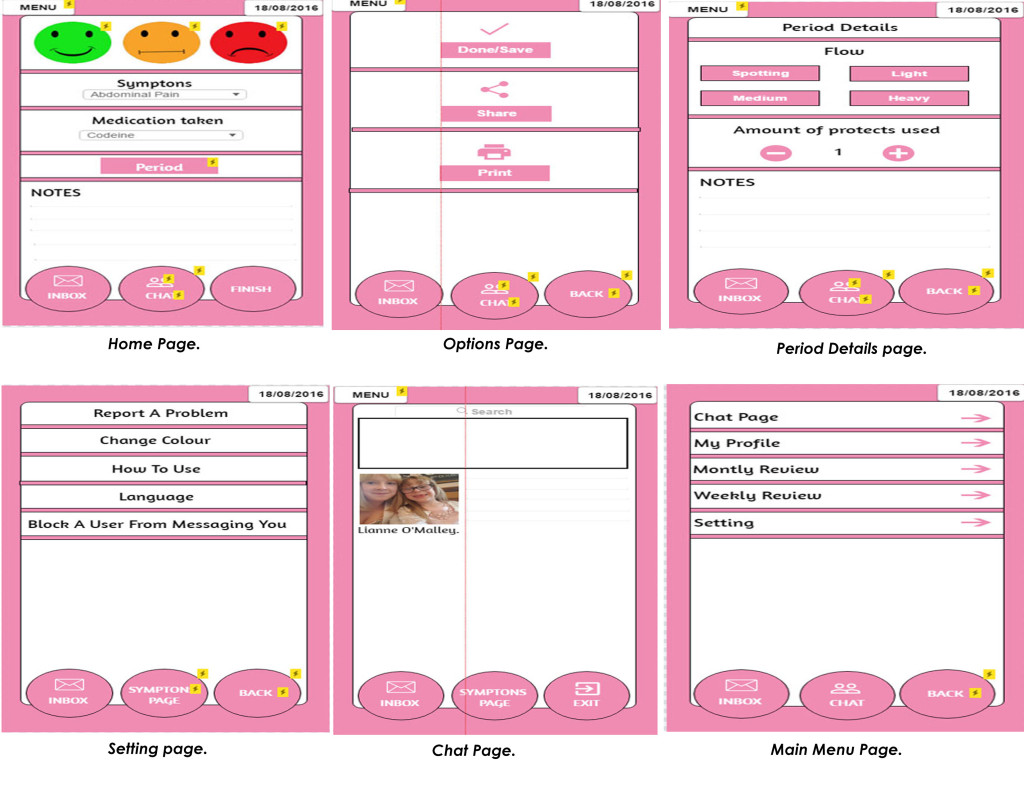 MENU
18/08/2016
Symptons
Abdominal Pain
Medication taken
Codeine
Period
NOTES
INBOX
CHA
FINISH
Home Page.
MENU
18/08/2016
Done/Save
Share
Print
INBOX
CHAT
BACK
Options Page.
MENU
18/08/2016
Period Details
Flow
Spotting
Light
Medium
Heavy
Amount of protects used
1
NOTES
INBOX
CHA
BACK
Period Details page.
18/08/2016
Report A Problem
Change Colour
How To Use
Language
Block A User From Messaging You
INBOX
SYMPTON
PAGE
BACK
Setting page.
MENU
18/08/2016
Search
Lianne O'Malley.
INBOX
SYMPTONS
PAGE
EXIT
Chat Page.
18/08/2016
Chat Page
My Profile
Montly Review
Weekly Review
Setting
INBOX
CHAT
BACK
Main Menu Page.